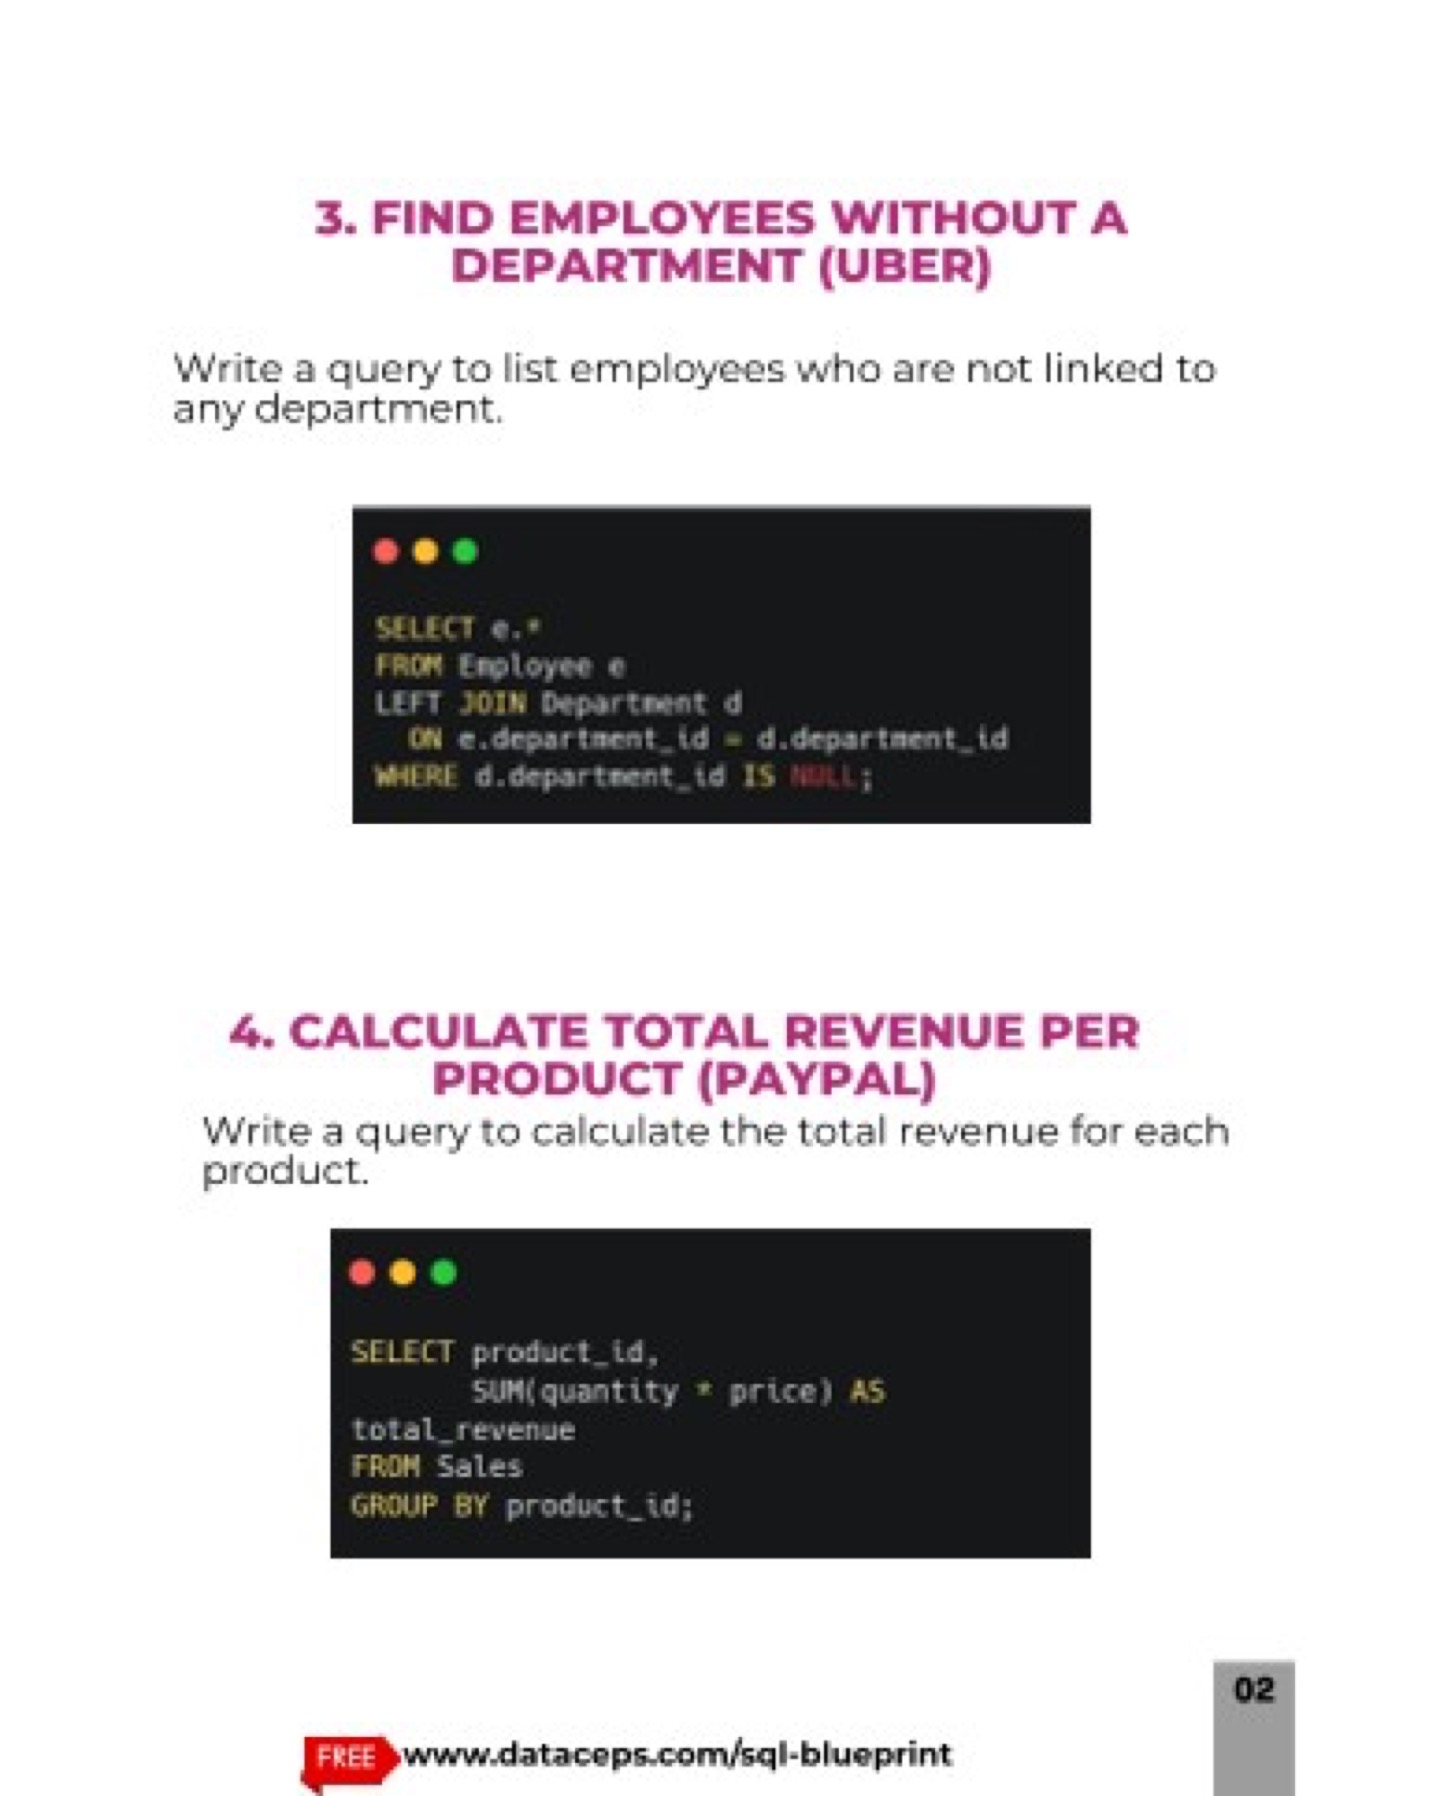 3. FIND EMPLOYEES WITHOUT A
DEPARTMENT (UBER)
Write a query to list employees who are not linked to
any department.
SELECT e.*
FROM Employee e
LEFT JOIN Department d
  ON e.department_id = d.department_id
WHERE d.department_id IS NULL;
4. CALCULATE TOTAL REVENUE PER
PRODUCT (PAYPAL)
Write a query to calculate the total revenue for each
product.
SELECT product_id,
       SUM(quantity * price) AS
total_revenue
FROM Sales
GROUP BY product_id;
02
FREE www.dataceps.com/sql-blueprint